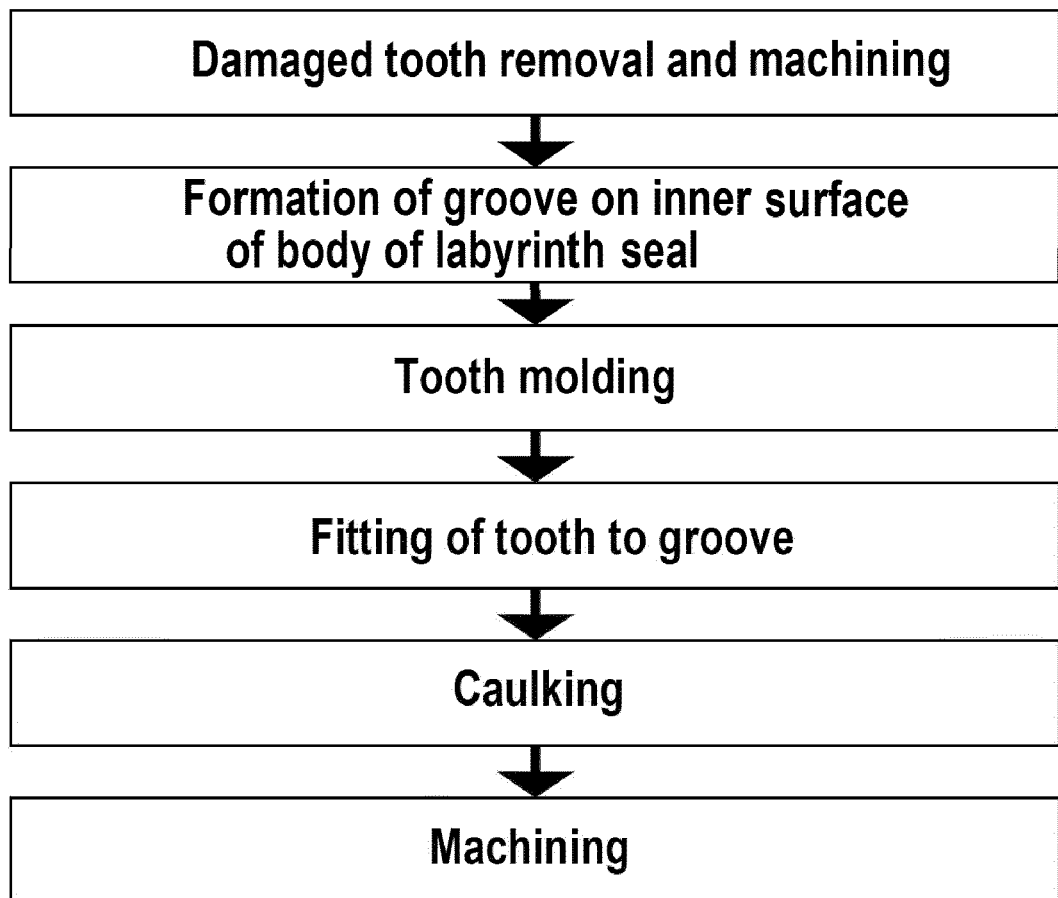 Damaged tooth removal and machining
Formation of groove on inner surface
of body of labyrinth seal
Tooth molding
Fitting of tooth to groove
Caulking
Machining